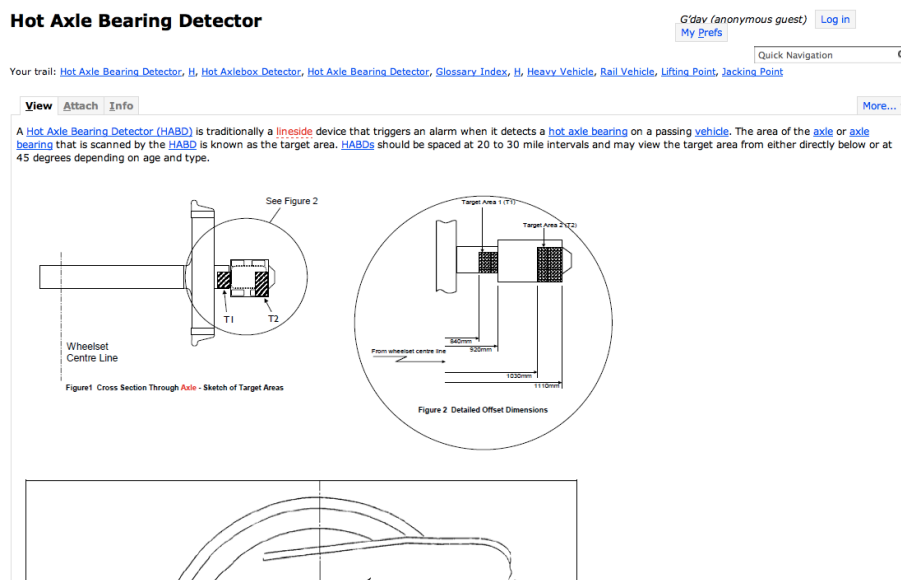 Hot Axle Bearing Detector
G'day (anonymous guest) Log in
My Prefs
Quick Navigation
Your trail: Hot Axle Bearing Detector, H, Hot Axlebox Detector, Hot Axle Bearing Detector, Glossary Index, H, Heavy Vehicle, Rail Vehicle, Lifting Point, Jacking Point
View Attach Info More...
A Hot Axle Bearing Detector (HABD) is traditionally a lineside device that triggers an alarm when it detects a hot axle bearing on a passing vehicle. The area of the axle or axle
bearing that is scanned by the HABD is known as the target area. HABDs should be spaced at 20 to 30 mile intervals and may view the target area from either directly below or at
45 degrees depending on age and type.
See Figure 2
T1
T2
Wheelset
Centre Line
Figure1 Cross Section Through Axle - Sketch of Target Areas
Target Area 1 (T1)
Target Area 2 (T2)
840mm
920mm
From wheelset centre line
1030mm
1110mm
Figure 2 Detailed Offset Dimensions